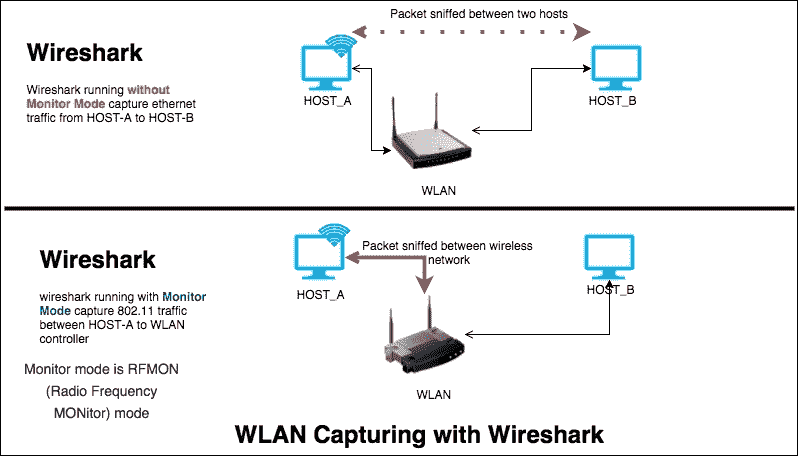 Packet sniffed between two hosts
Wireshark
Wireshark running without
Monitor Mode capture ethernet
traffic from HOST-A to HOST-B
HOST_A
HOST_B
WLAN
Wireshark
Packet sniffed between wireless
network
wireshark running with Monitor
Mode capture 802.11 traffic
between HOST-A to WLAN
controller
HOST_A
HOST_B
Monitor mode is RFMON
(Radio Frequency
MONitor) mode
WLAN
WLAN Capturing with Wireshark